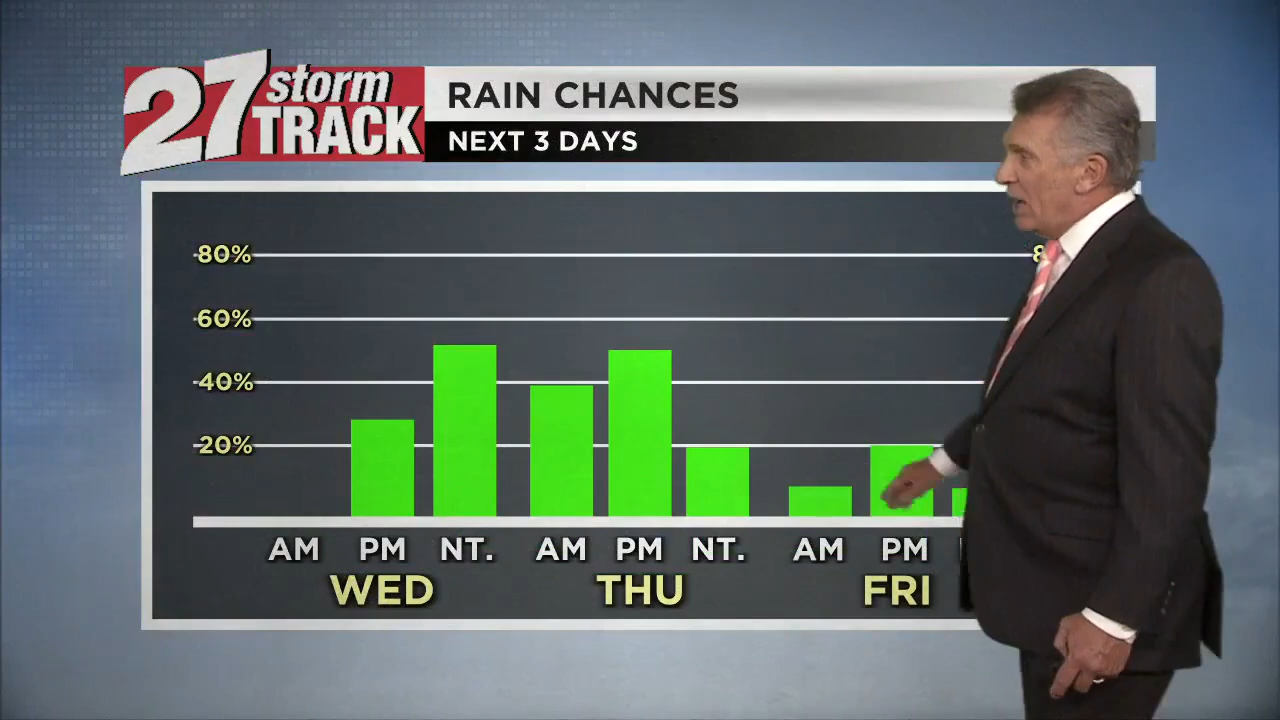 27 storm TRACK
RAIN CHANCES
NEXT 3 DAYS
80%
60%
40%
20%
AM PM NT. AM PM NT. AM PM
WED THU FRI